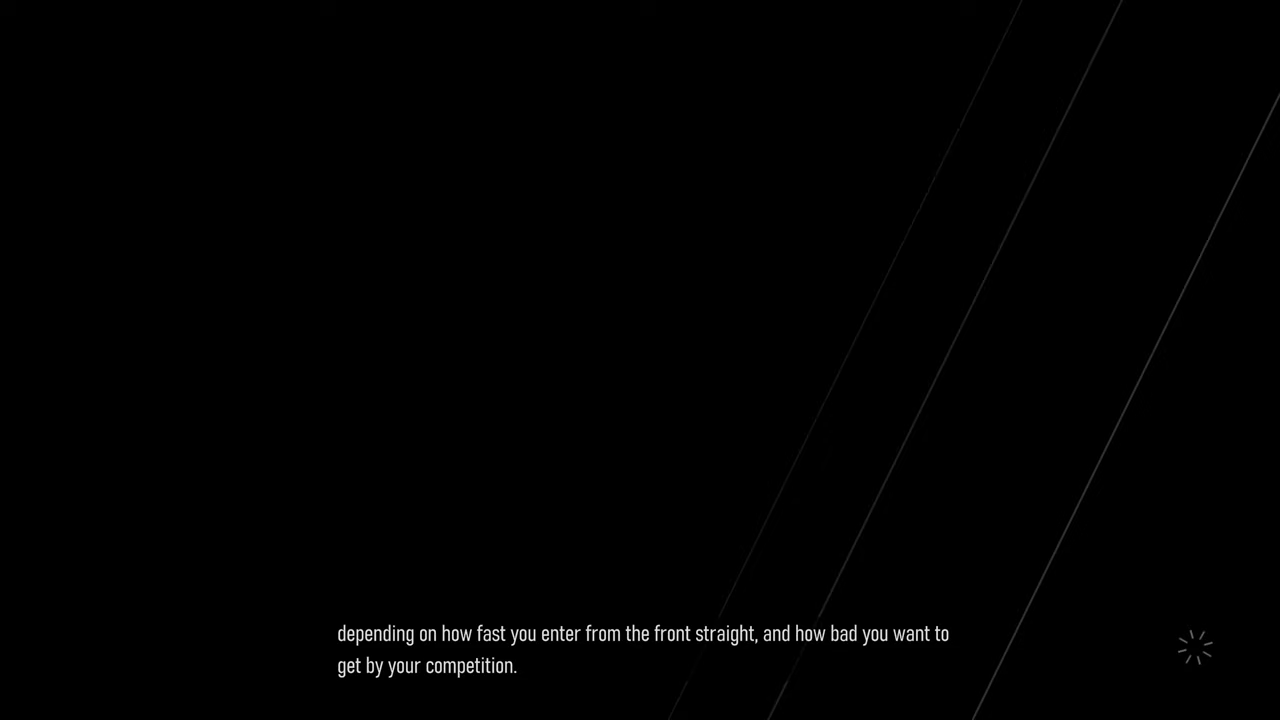 depending on how fast you enter from the front straight, and how bad you want to
get by your competition.